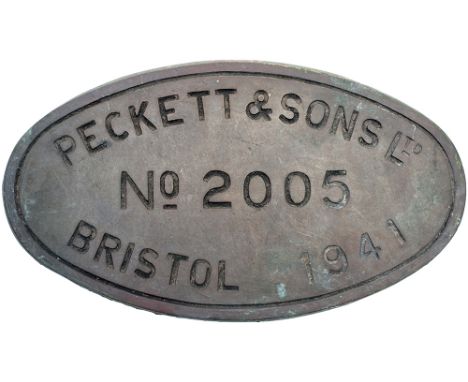 PECKETT & SONS LTD
No 2005
BRISTOL 1941